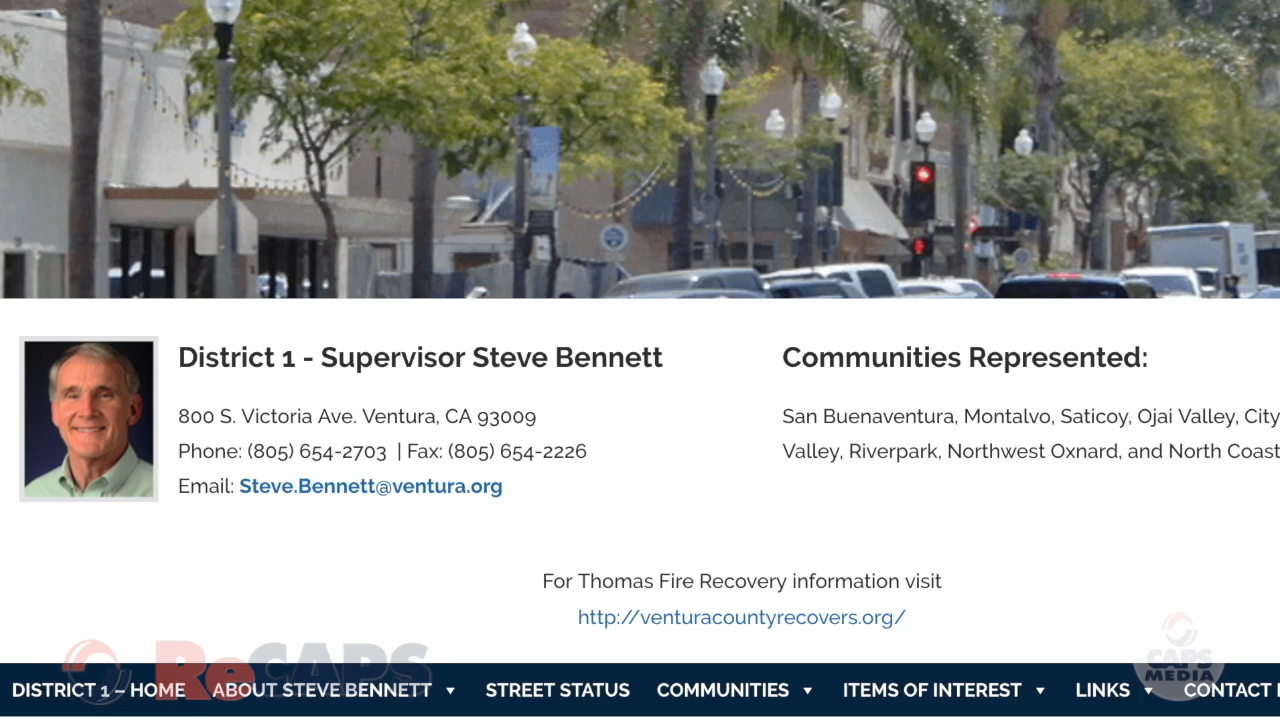 District 1 - Supervisor Steve Bennett
800 S. Victoria Ave. Ventura, CA 93009
Phone: (805) 654-2703 | Fax: (805) 654-2226
Email: Steve.Bennett@ventura.org
Communities Represented:
San Buenaventura, Montalvo, Saticoy, Ojai Valley, City
Valley, Riverpark, Northwest Oxnard, and North Coast
For Thomas Fire Recovery information visit
http://venturacountyrecovers.org/
ReCAPS
CAPS
MEDIA
DISTRICT 1 – HOME ABOUT STEVE BENNETT STREET STATUS COMMUNITIES ITEMS OF INTEREST LINKS CONTACT